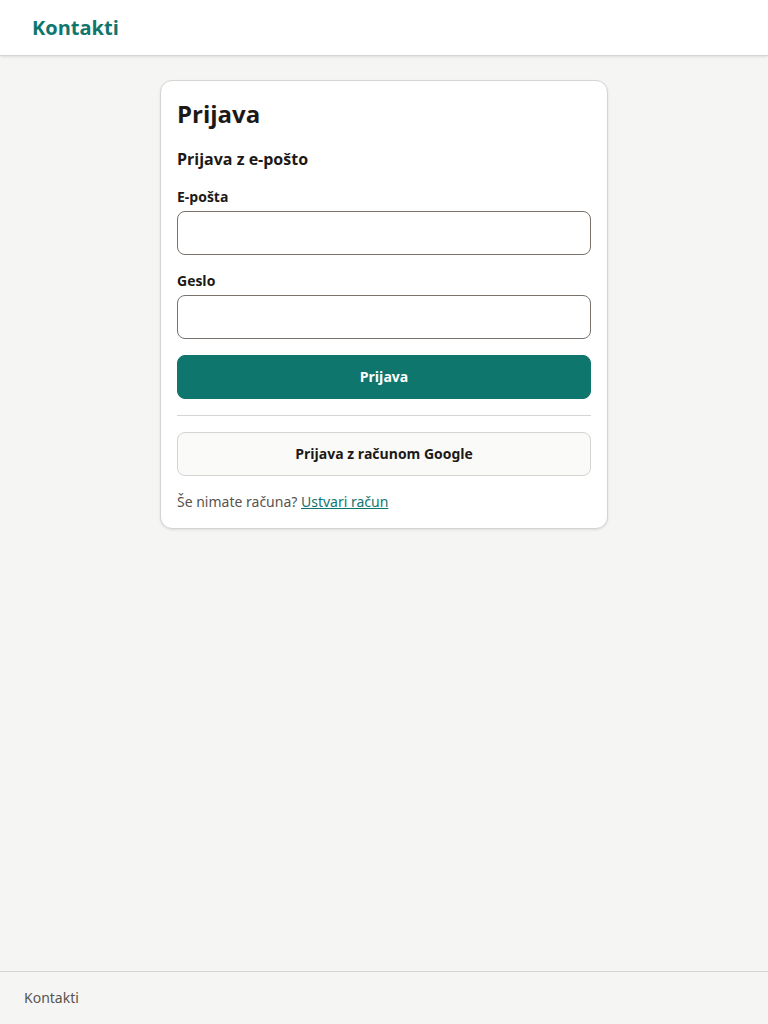 Kontakti
Prijava
Prijava z e-pošto
E-pošta
Geslo
Prijava
Prijava z računom Google
Še nimate računa? Ustvari račun
Kontakti